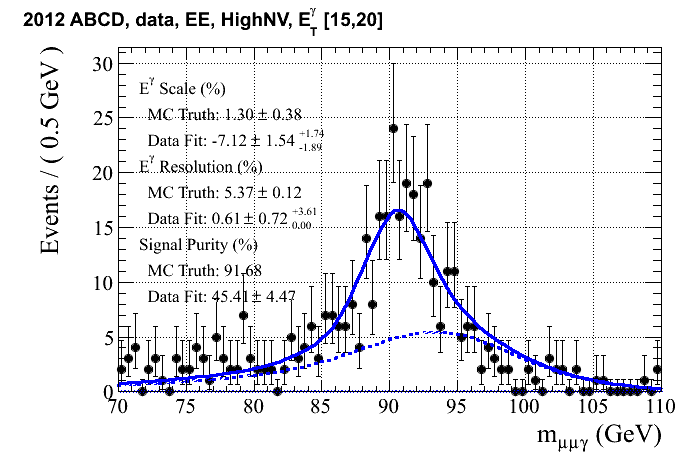 2012 ABCD, data, EE, HighNV, E_T^γ [15,20]
Events / ( 0.5 GeV )
30
25
20
15
10
5
0
E^γ Scale (%)
MC Truth: 1.30 ± 0.38
Data Fit: -7.12 ± 1.54 +1.74 -1.89
E^γ Resolution (%)
MC Truth: 5.37 ± 0.12
Data Fit: 0.61 ± 0.72 +3.61 0.00
Signal Purity (%)
MC Truth: 91.68
Data Fit: 45.41 ± 4.47
70 75 80 85 90 95 100 105 110
m_μμγ (GeV)